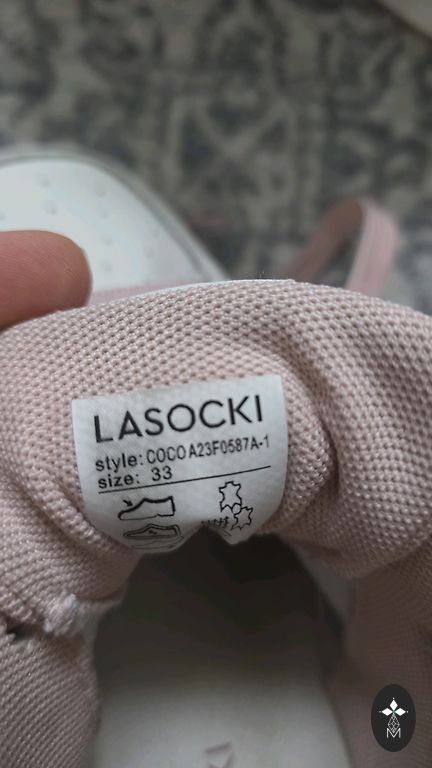 LASOCKI
style: COCO A23F0587A-1
size: 33
M